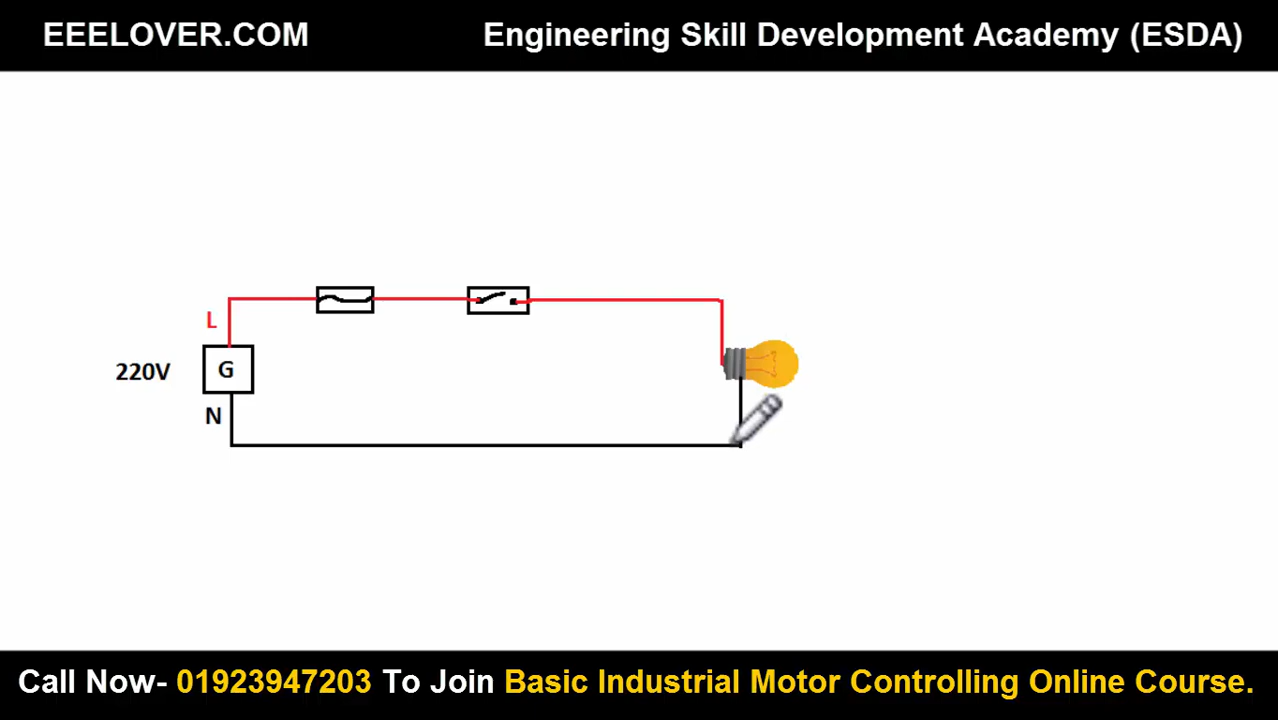 EEELOVER.COM
Engineering Skill Development Academy (ESDA)
L
220V
G
N
Call Now- 01923947203 To Join Basic Industrial Motor Controlling Online Course.